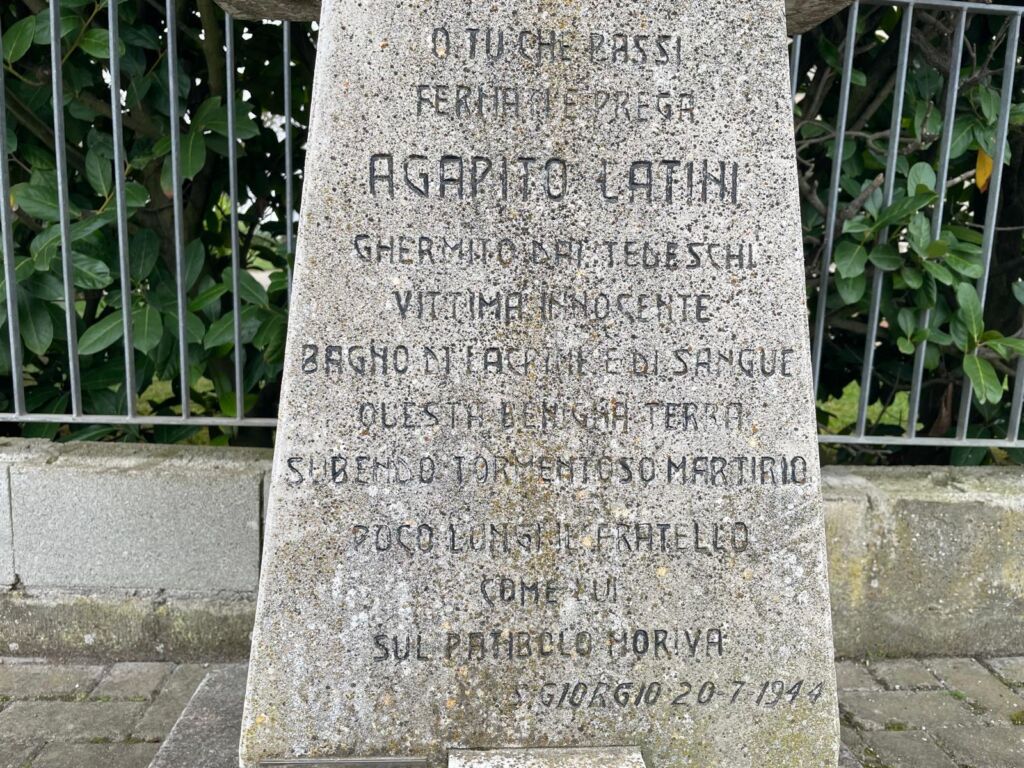 O TU CHE PASSI
FERMATI E PREGA
AGAPITO LATINI
GHERMITO DAI TEDESCHI
VITTIMA INNOCENTE
BAGNO DI LACRIME E DI SANGUE
QUESTA BENIGNA TERRA
SUBENDO TORMENTOSO MARTIRIO
POCO LUNGI IL FRATELLO
COME LUI
SUL PATIBOLO MORIVA
S. GIORGIO 20-7-1944